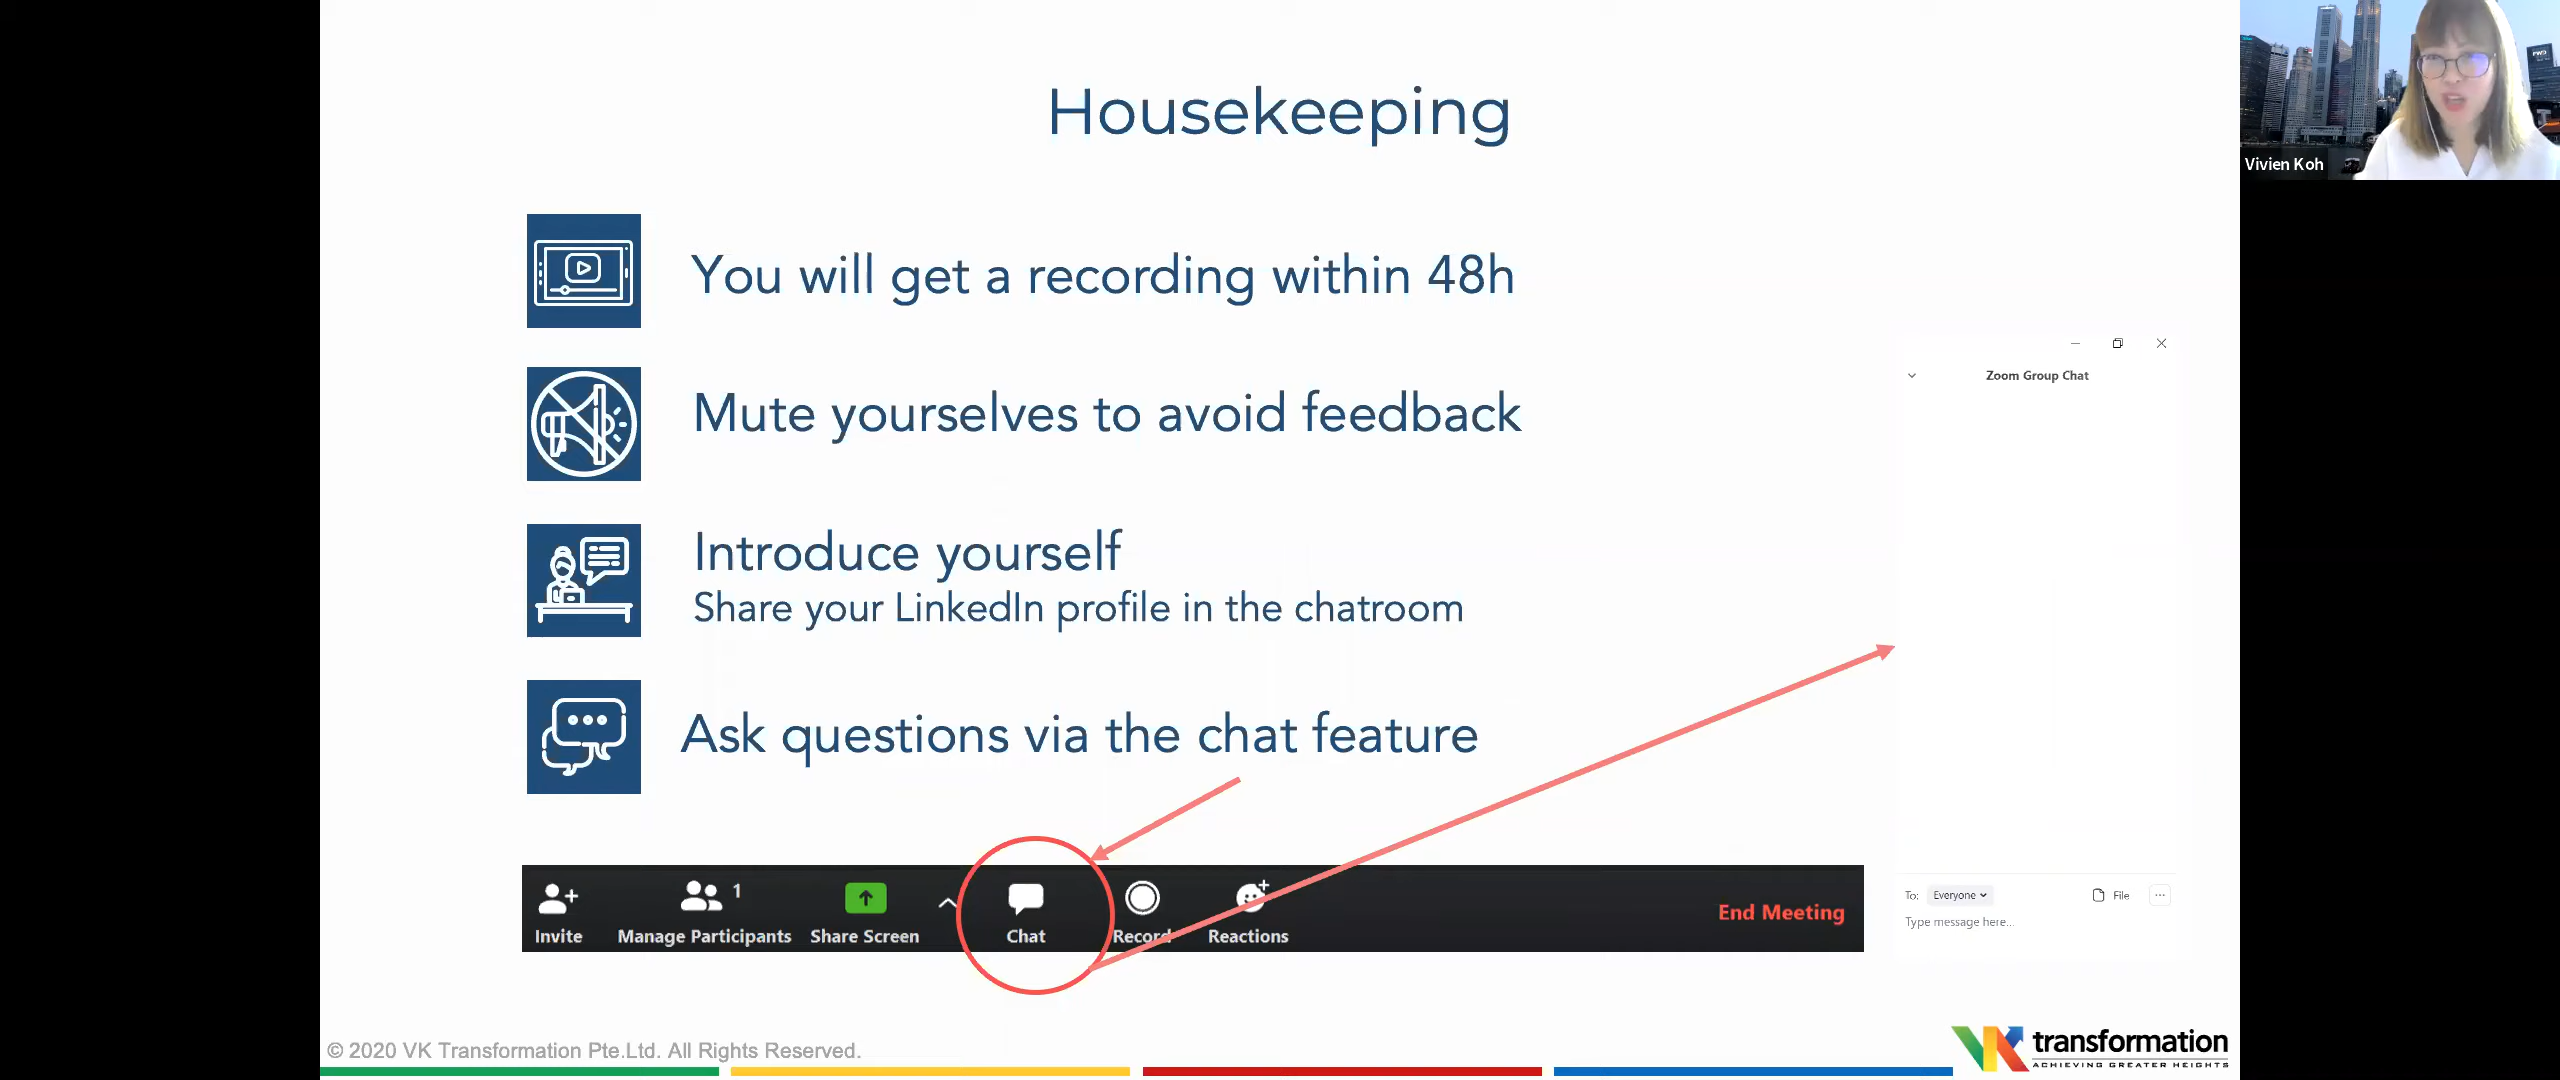 Housekeeping
Vivien Koh
You will get a recording within 48h
Mute yourselves to avoid feedback
Introduce yourself
Share your LinkedIn profile in the chatroom
Ask questions via the chat feature
Zoom Group Chat
To: Everyone File ...
Type message here...
1
Invite Manage Participants Share Screen Chat Record Reactions End Meeting
© 2020 VK Transformation Pte.Ltd. All Rights Reserved.
VK transformation
ACHIEVING GREATER HEIGHTS
FWD